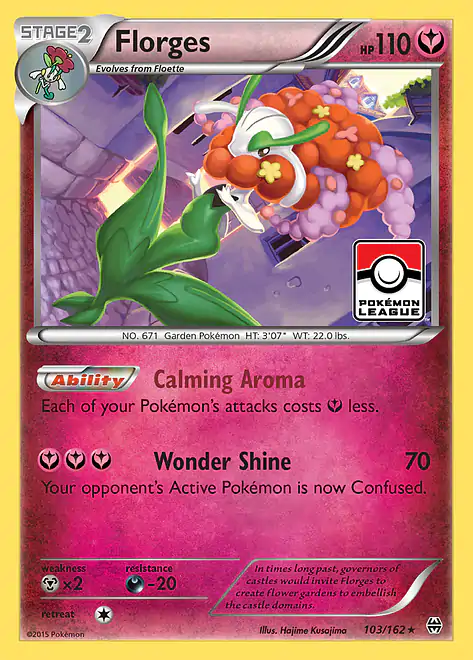 STAGE2
Florges
HP110
Evolves from Floette
POKÉMON
LEAGUE
NO. 671 Garden Pokémon HT: 3'07" WT: 22.0 lbs.
Ability Calming Aroma
Each of your Pokémon's attacks costs less.
Wonder Shine 70
Your opponent's Active Pokémon is now Confused.
weakness resistance
×2 -20
retreat
In times long past, governors of
castles would invite Florges to
create flower gardens to embellish
the castle domains.
©2015 Pokémon
Illus. Hajime Kusajima 103/162★